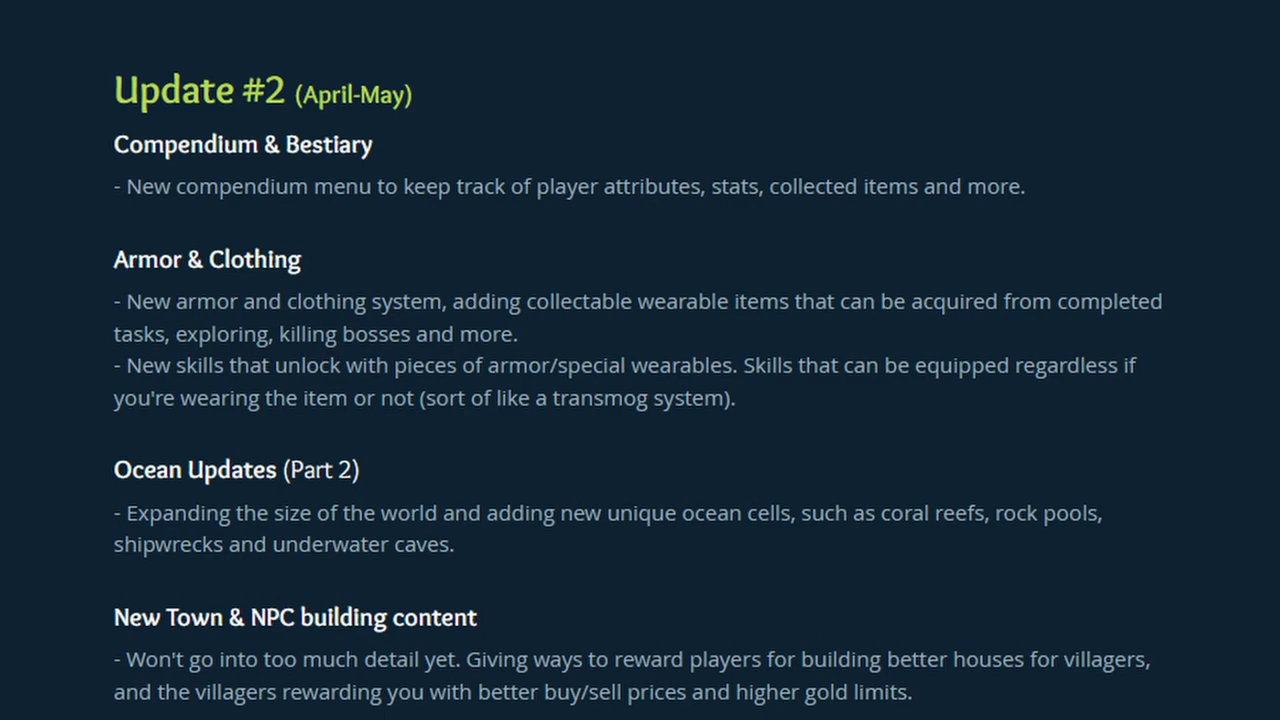 Update #2 (April-May)
Compendium & Bestiary
- New compendium menu to keep track of player attributes, stats, collected items and more.
Armor & Clothing
- New armor and clothing system, adding collectable wearable items that can be acquired from completed
tasks, exploring, killing bosses and more.
- New skills that unlock with pieces of armor/special wearables. Skills that can be equipped regardless if
you're wearing the item or not (sort of like a transmog system).
Ocean Updates (Part 2)
- Expanding the size of the world and adding new unique ocean cells, such as coral reefs, rock pools,
shipwrecks and underwater caves.
New Town & NPC building content
- Won't go into too much detail yet. Giving ways to reward players for building better houses for villagers,
and the villagers rewarding you with better buy/sell prices and higher gold limits.